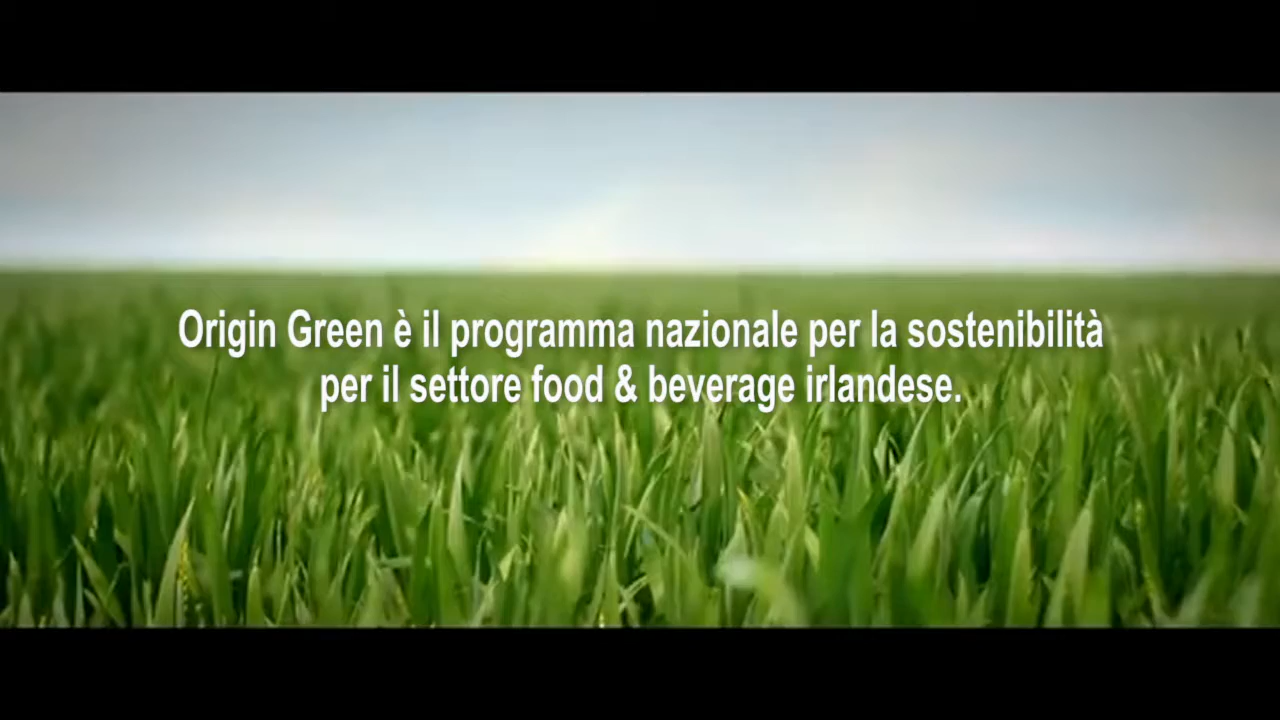 Origin Green è il programma nazionale per la sostenibilità
per il settore food & beverage irlandese.